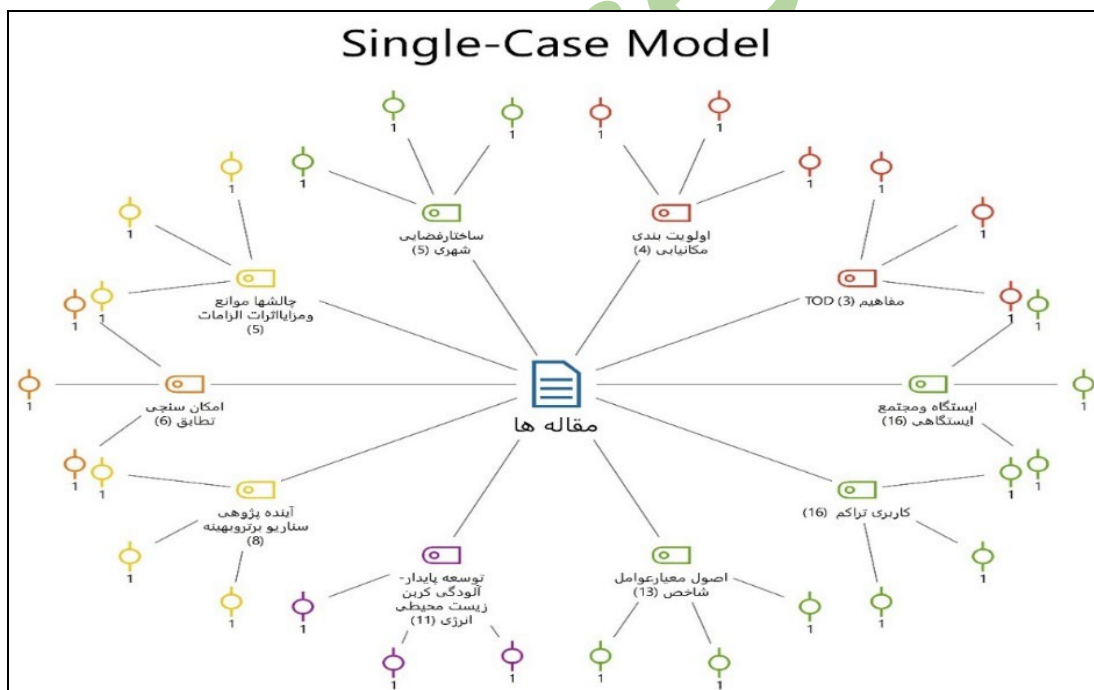 Single-Case Model
1
1
1
1
1
1
1
1
1
1
ساختارفضایی
شهری (5)
اولویت بندی
مکانیابی (4)
چالشها موانع
ومزایااثرات الزامات
(5)
مفاهیم TOD (3)
1
1
1
1
1
1
1
امکان سنجی
تطابق (6)
مقاله ها
ایستگاه ومجتمع
ایستگاهی (16)
1
1
1
1
آینده پژوهی
سناریو برتروبهینه
(8)
کاربری تراکم (16)
1
1
1
1
توسعه پایدار-
آلودگی کربن
زیست محیطی
انرژی (11)
اصول معیارعوامل
شاخص (13)
1
1
1
1
1
1
1
1